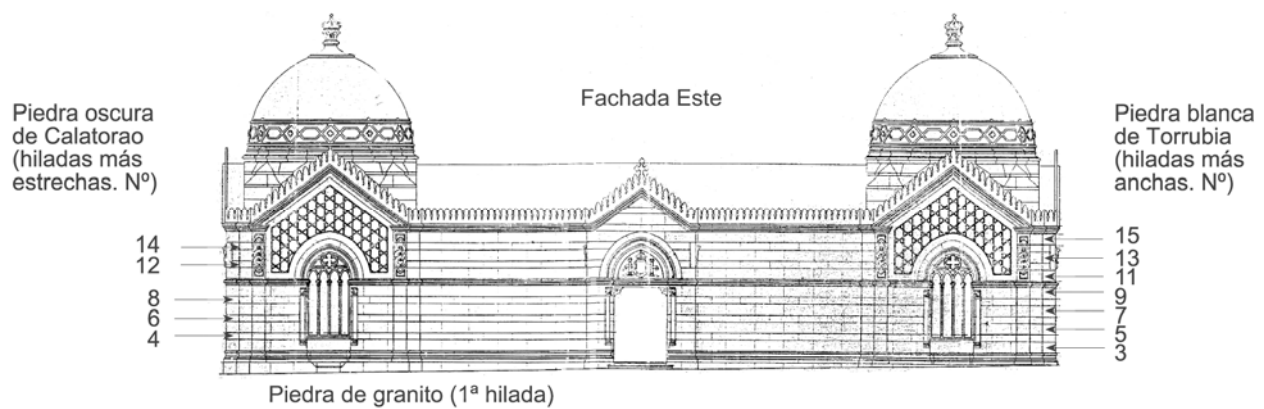 Piedra oscura
de Calatorao
(hiladas más
estrechas. Nº)
14
12
8
6
4
Fachada Este
Piedra blanca
de Torrubia
(hiladas más
anchas. Nº)
15
13
11
9
7
5
3
Piedra de granito (1ª hilada)